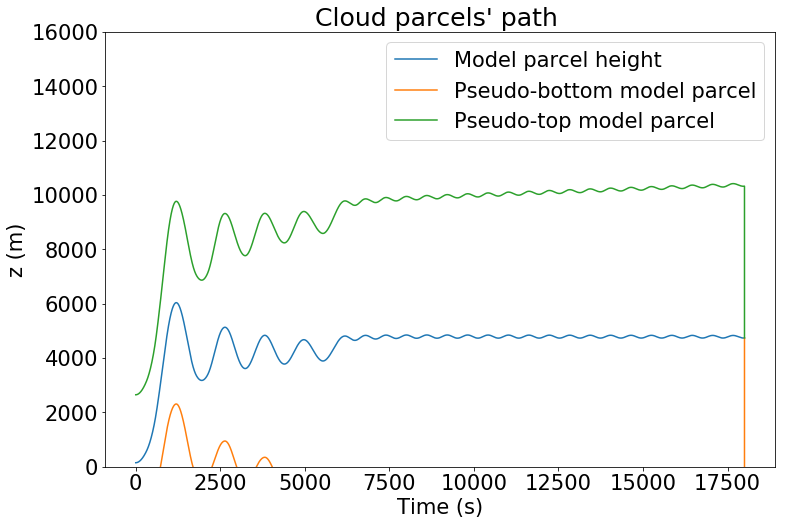 Cloud parcels' path
16000
14000
12000
10000
8000
6000
4000
2000
0
z (m)
Model parcel height
Pseudo-bottom model parcel
Pseudo-top model parcel
0 2500 5000 7500 10000 12500 15000 17500
Time (s)